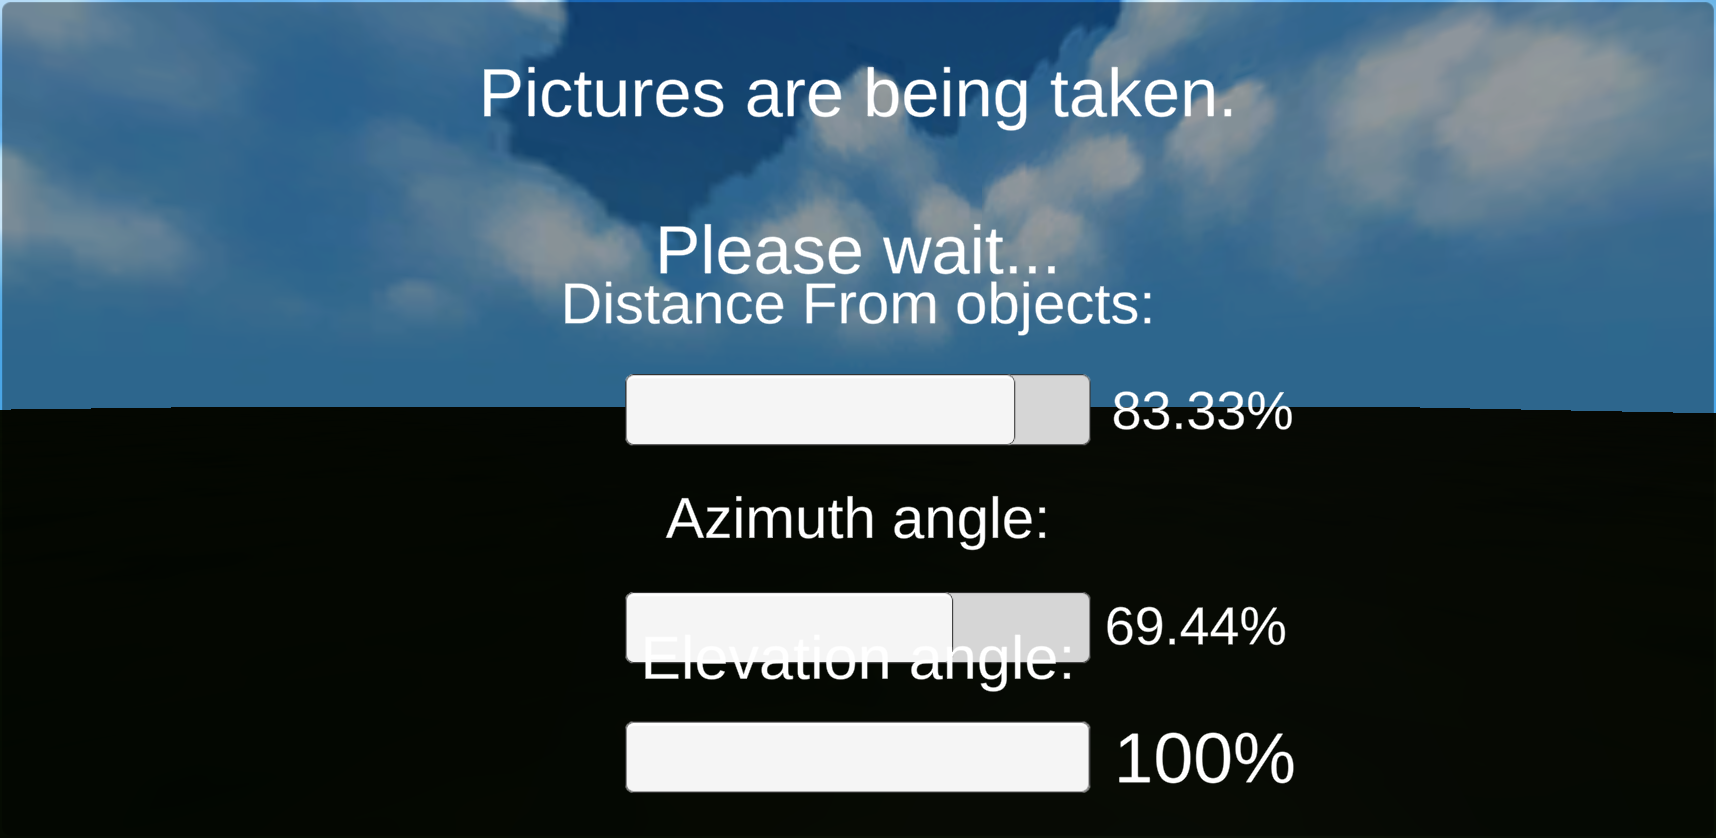 Pictures are being taken.
Please wait...
Distance From objects:
83.33%
Azimuth angle:
69.44%
Elevation angle:
100%